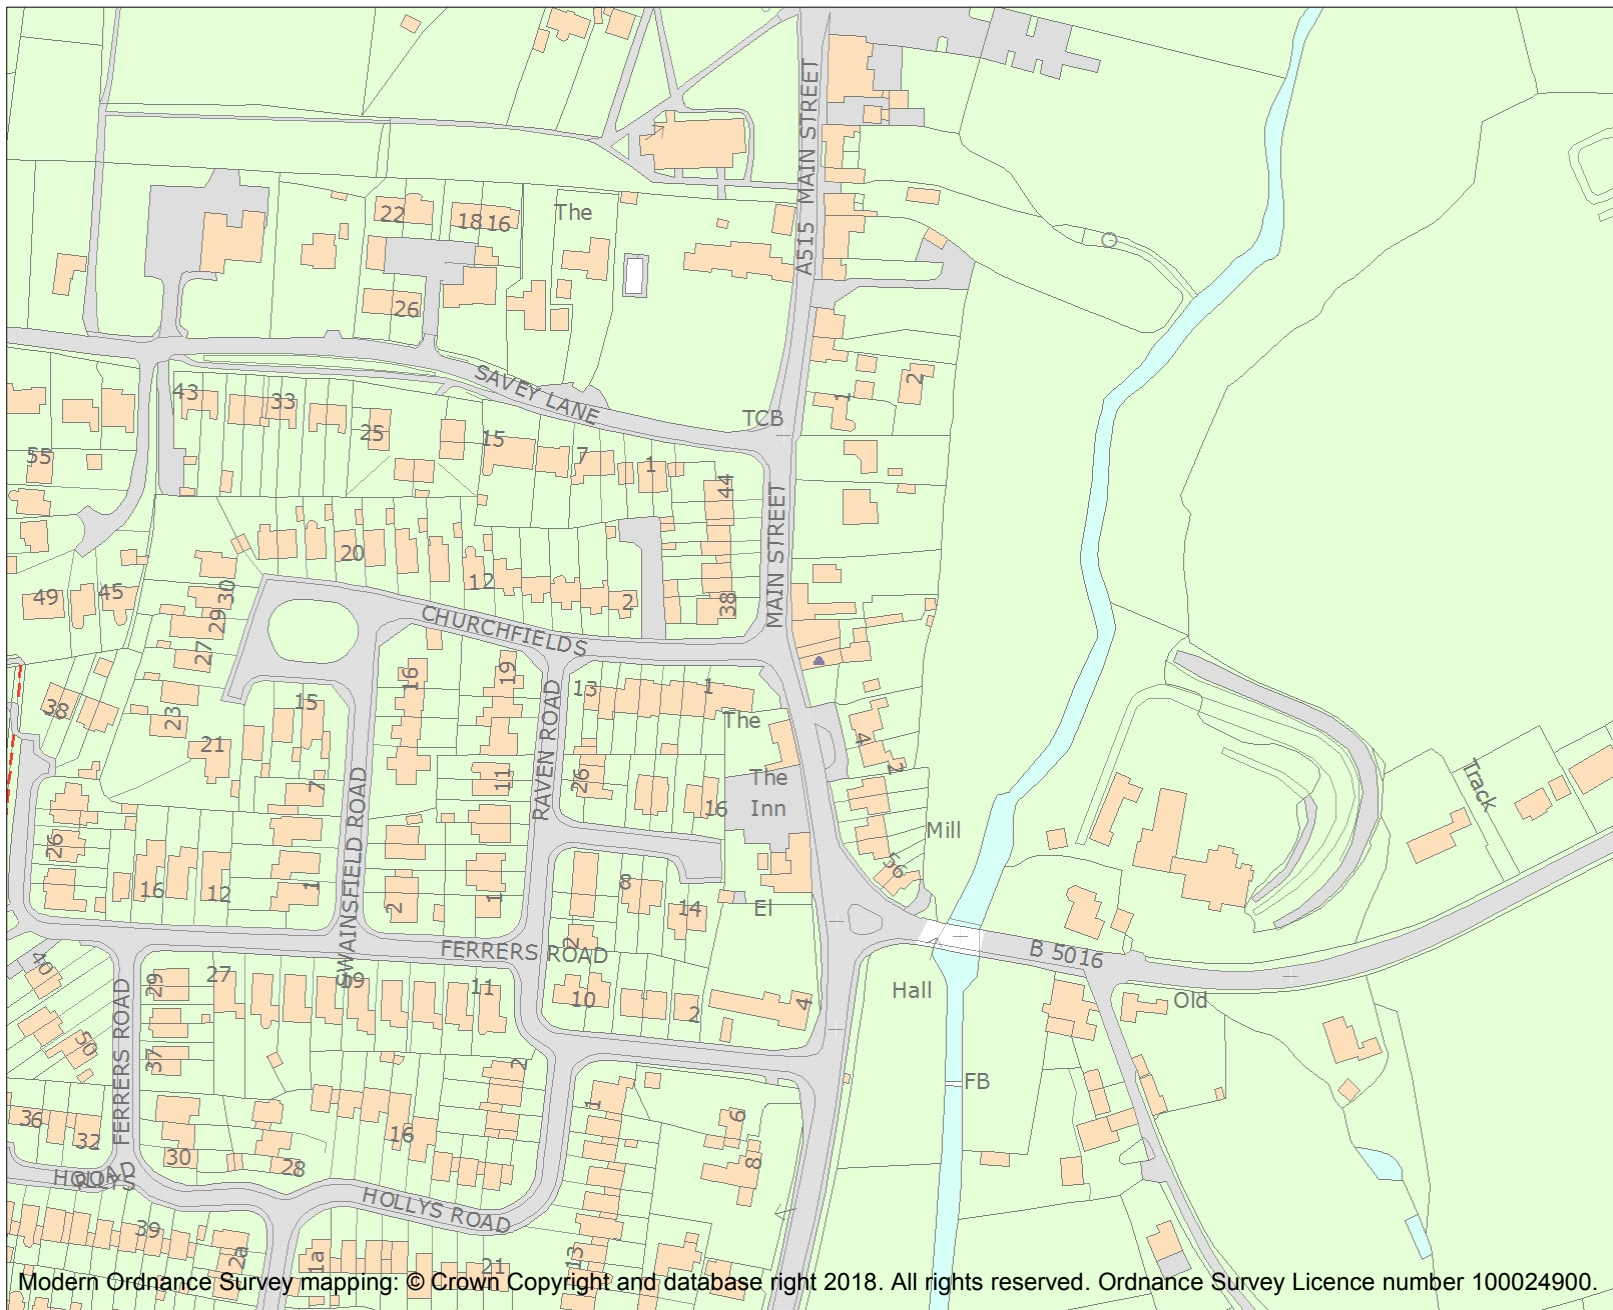 A515 MAIN STREET
22
18 16
The
26
SAVEY LANE
43
33
25
15
7
1
TCB
1
2
55
44
MAIN STREET
20
12
2
38
49
45
30
29
27
CHURCHFIELDS
16
19
13
1
38
23
15
21
The
The
Inn
4
2
7
11
26
16
RAVEN ROAD
SWAINSFIELD ROAD
Mill
56
Track
26
16
12
1
2
1
8
14
El
2
FERRERS ROAD
B 5016
40
29
27
11
10
2
4
Hall
Old
50
37
FERRERS ROAD
2
FB
36
32
30
28
16
1
6
8
HOLLYS ROAD
HOLLYS ROAD
39
2a
1a
21
13
Modern Ordnance Survey mapping: © Crown Copyright and database right 2018. All rights reserved. Ordnance Survey Licence number 100024900.